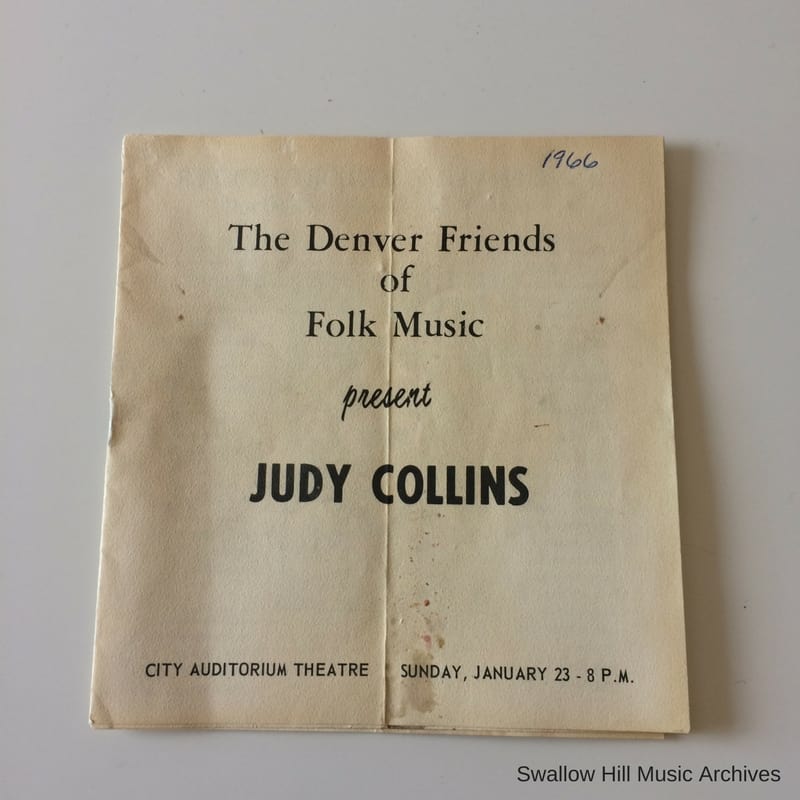 1966
The Denver Friends
of
Folk Music
present
JUDY COLLINS
CITY AUDITORIUM THEATRE SUNDAY, JANUARY 23 - 8 P.M.
Swallow Hill Music Archives